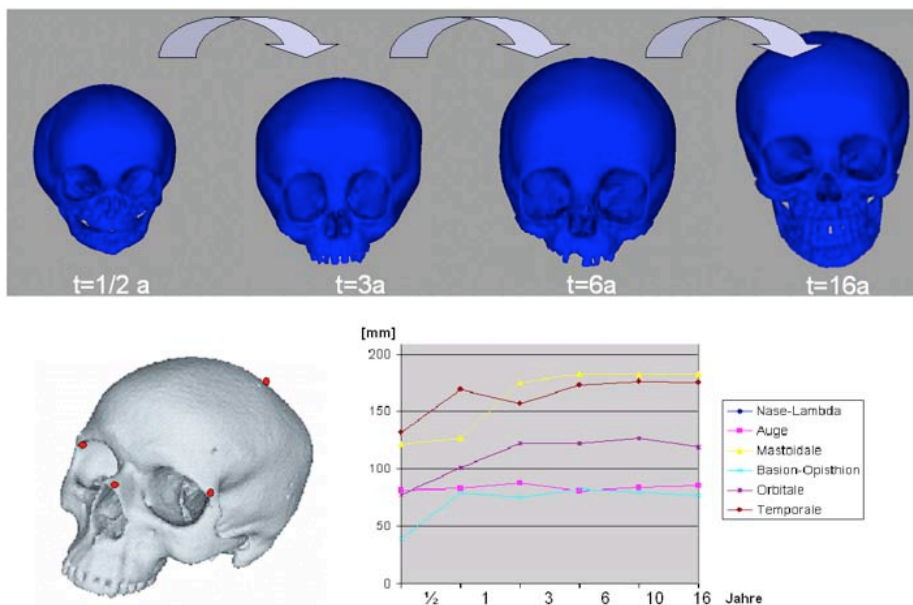 t=1/2 a
t=3a
t=6a
t=16a
[mm]
200
150
100
50
0
½ 1 3 6 10 16 Jahre
Nase-Lambda
Auge
Mastoidale
Basion-Opisthion
Orbitale
Temporale